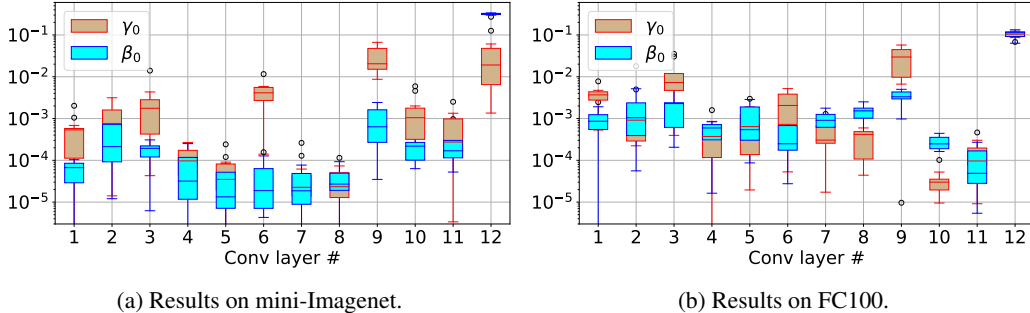 10⁻¹
10⁻²
10⁻³
10⁻⁴
10⁻⁵
γ₀
β₀
1 2 3 4 5 6 7 8 9 10 11 12
Conv layer #
(a) Results on mini-Imagenet.
10⁻¹
10⁻²
10⁻³
10⁻⁴
10⁻⁵
γ₀
β₀
1 2 3 4 5 6 7 8 9 10 11 12
Conv layer #
(b) Results on FC100.